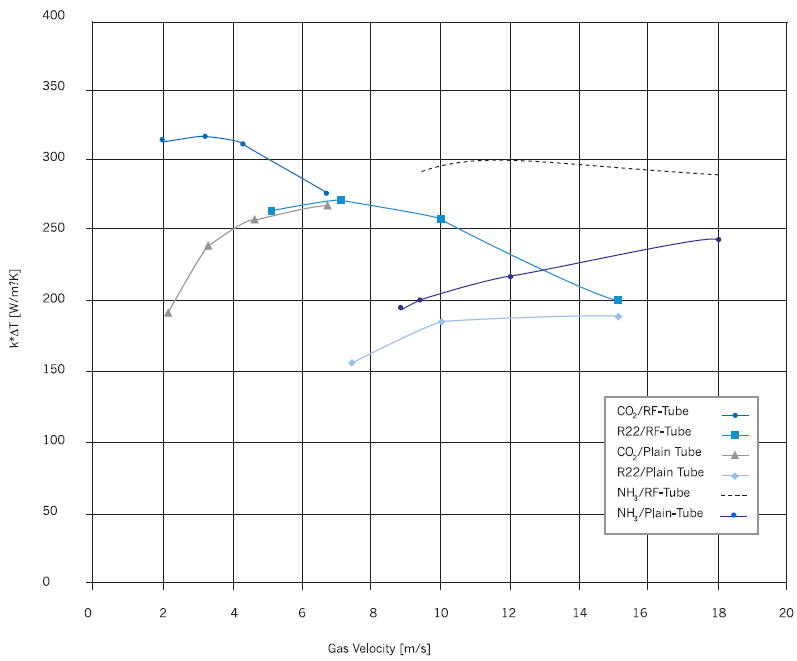 400
350
300
250
200
150
100
50
0
k*ΔT [W/m?K]
CO₂/RF-Tube
R22/RF-Tube
CO₂/Plain Tube
R22/Plain Tube
NH₃/RF-Tube
NH₃/Plain-Tube
0 2 4 6 8 10 12 14 16 18 20
Gas Velocity [m/s]